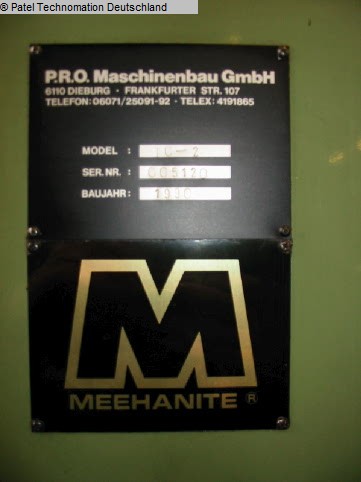 © Patel Technomation Deutschland
P.R.O. Maschinenbau GmbH
6110 DIEBURG · FRANKFURTER STR. 107
TELEFON: 06071/25091-92 · TELEX: 4191865
MODEL :
SER.NR. : 005120
BAUJAHR :
M
MEEHANITE ®